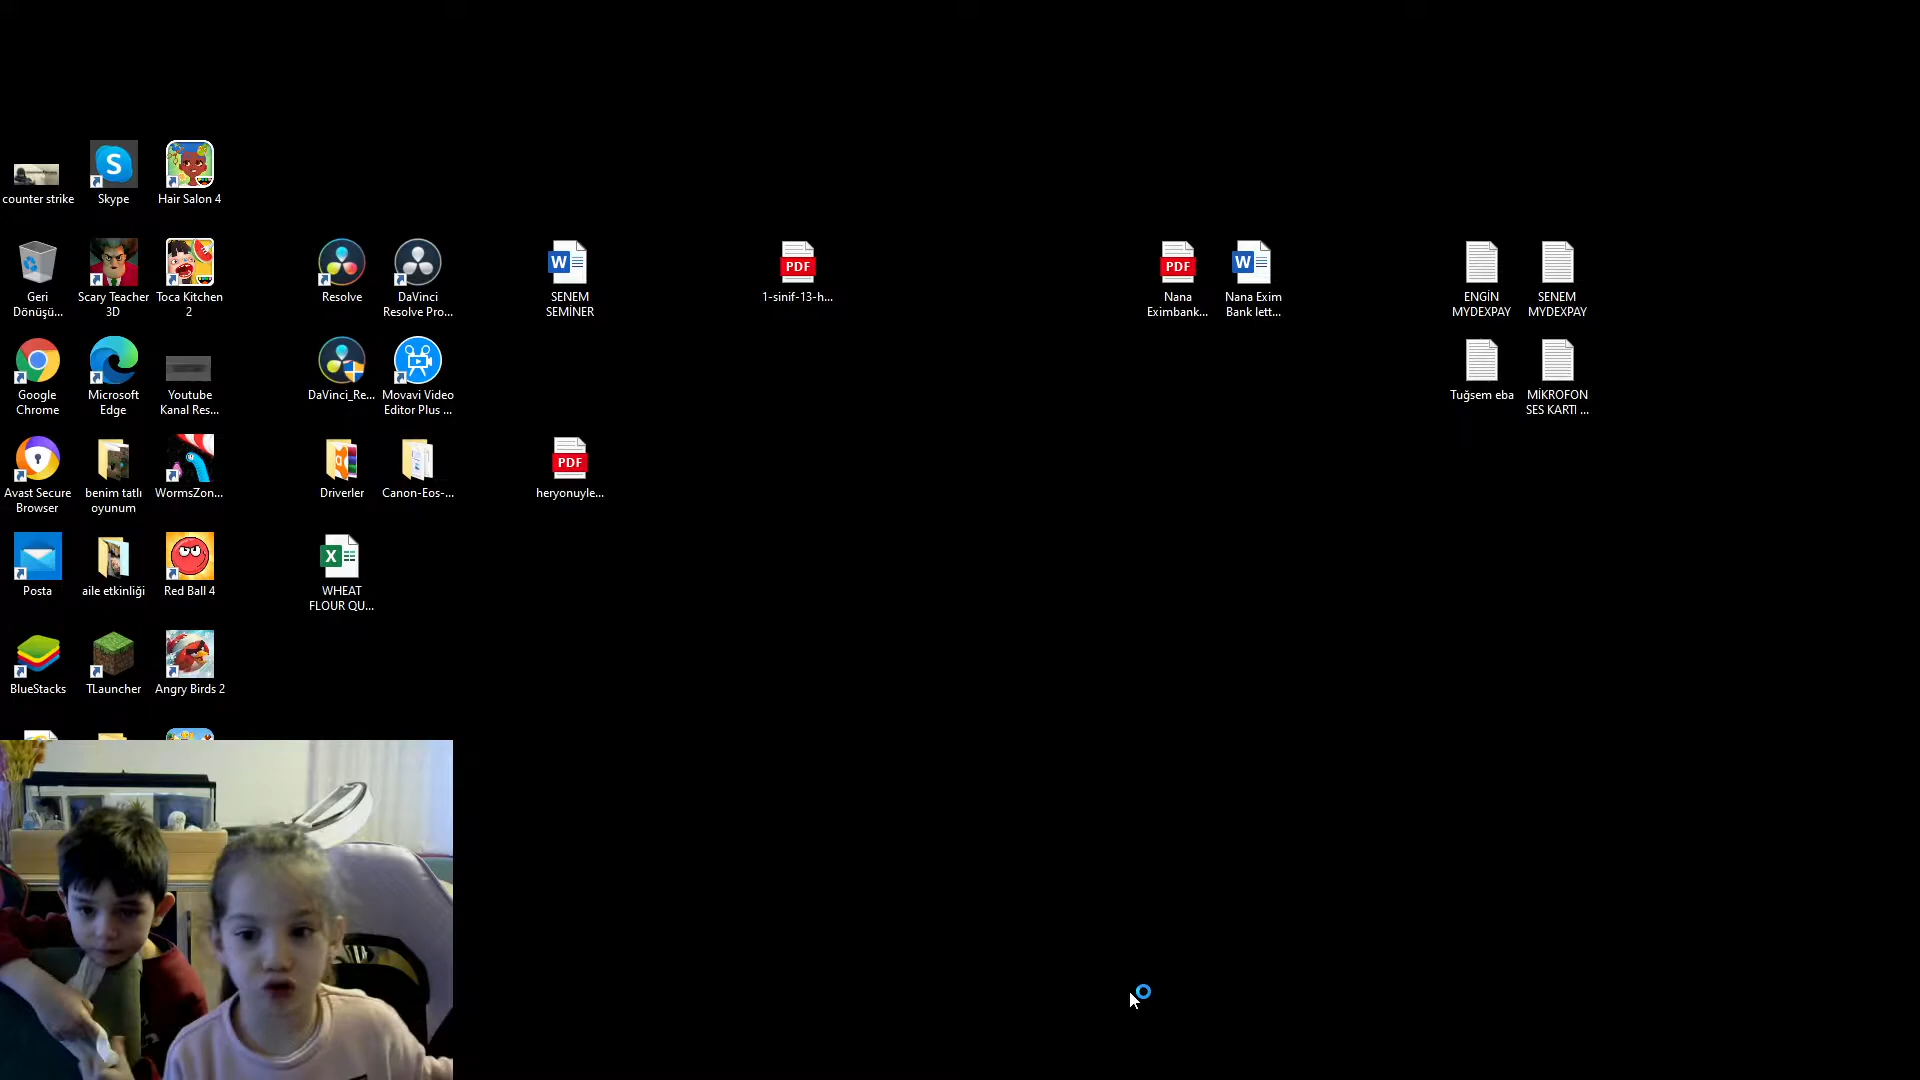 counter strike
Skype
Hair Salon 4
Geri
Dönüşü...
Scary Teacher
3D
Toca Kitchen
2
Resolve
DaVinci
Resolve Pro...
SENEM
SEMİNER
PDF
1-sinif-13-h...
PDF
Nana
Eximbank...
Nana Exim
Bank lett...
ENGİN
MYDEXPAY
SENEM
MYDEXPAY
Google
Chrome
Microsoft
Edge
Youtube
Kanal Res...
DaVinci_Re...
Movavi Video
Editor Plus ...
Tuğsem eba
MİKROFON
SES KARTI ...
Avast Secure
Browser
benim tatlı
oyunum
WormsZon...
Driverler
Canon-Eos-...
PDF
heryonuyle...
Posta
aile etkinliği
Red Ball 4
WHEAT
FLOUR QU...
BlueStacks
TLauncher
Angry Birds 2